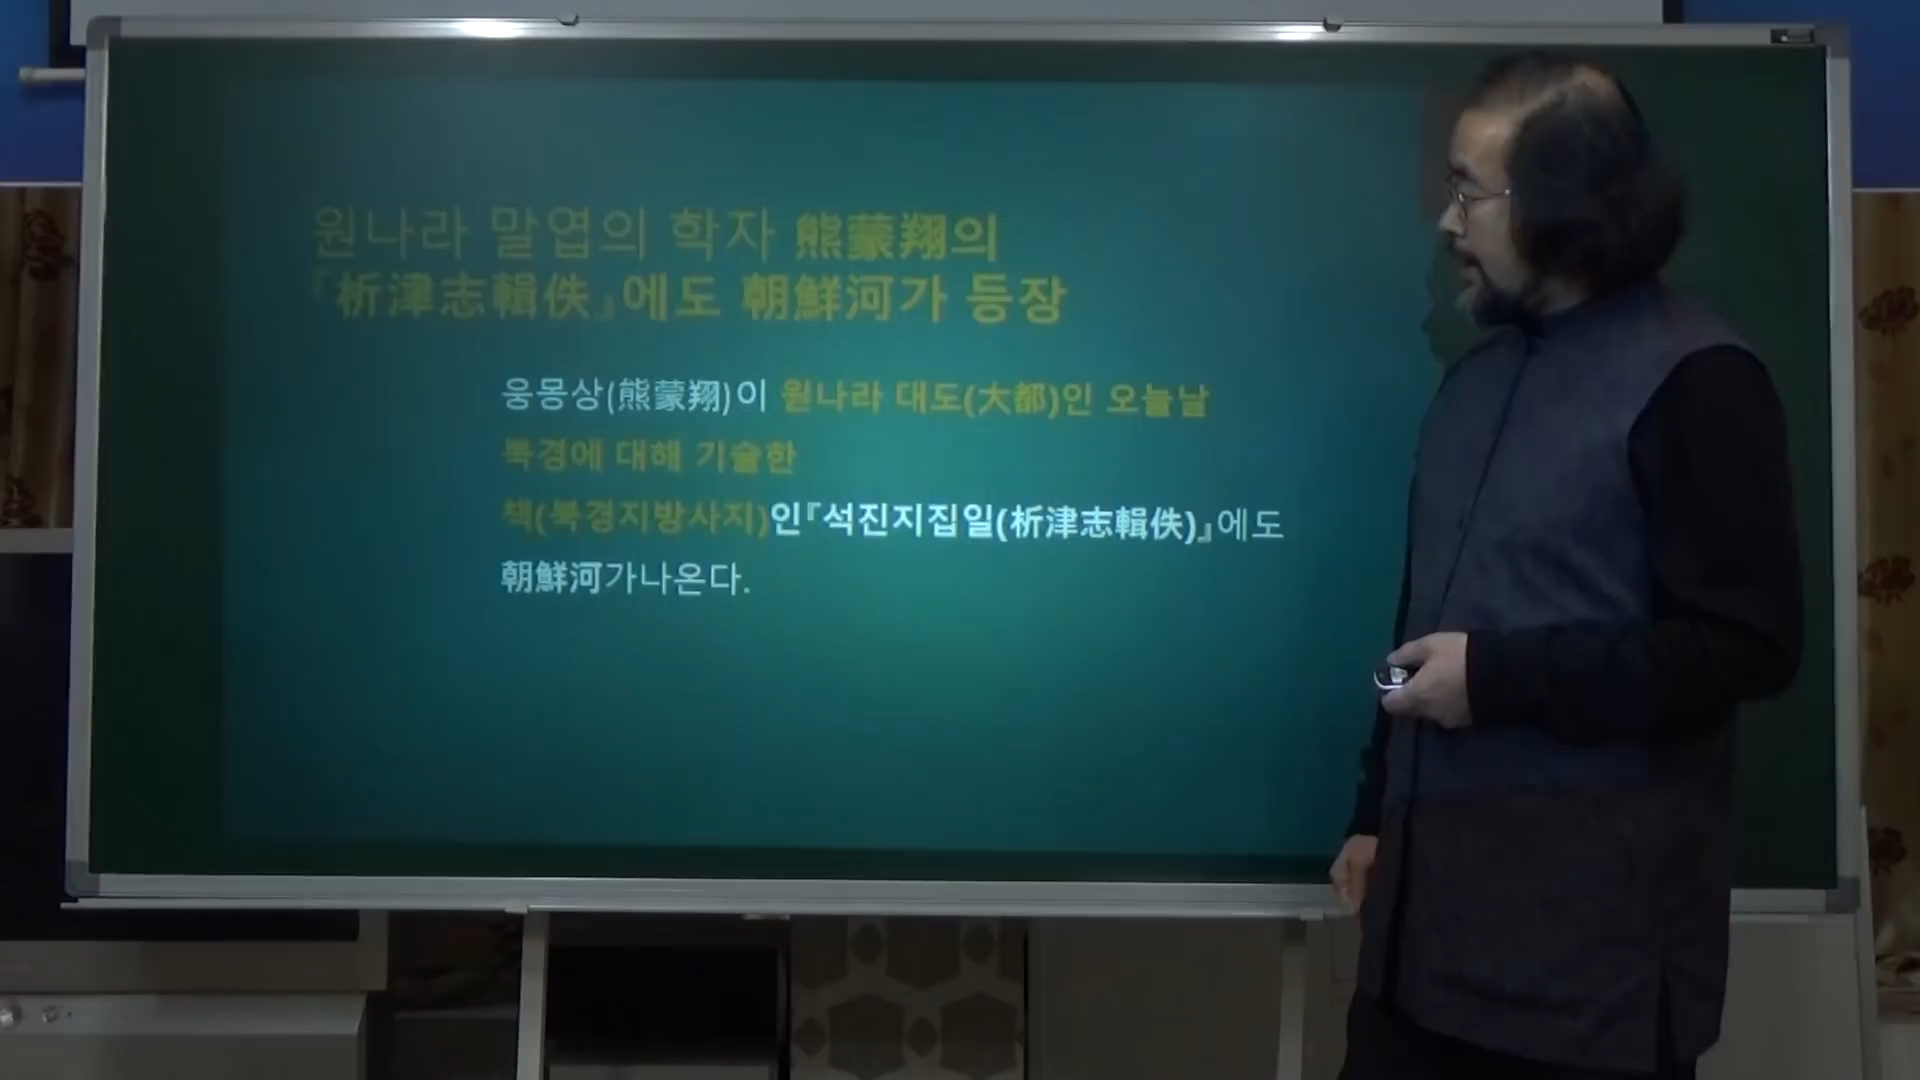 원나라 말엽의 학자 熊蒙翔의
『析津志輯佚』에도 朝鮮河가 등장
웅몽상(熊蒙翔)이 원나라 대도(大都)인 오늘날
북경에 대해 기술한
책(북경지방사지)인『석진지집일(析津志輯佚)』에도
朝鮮河가나온다.